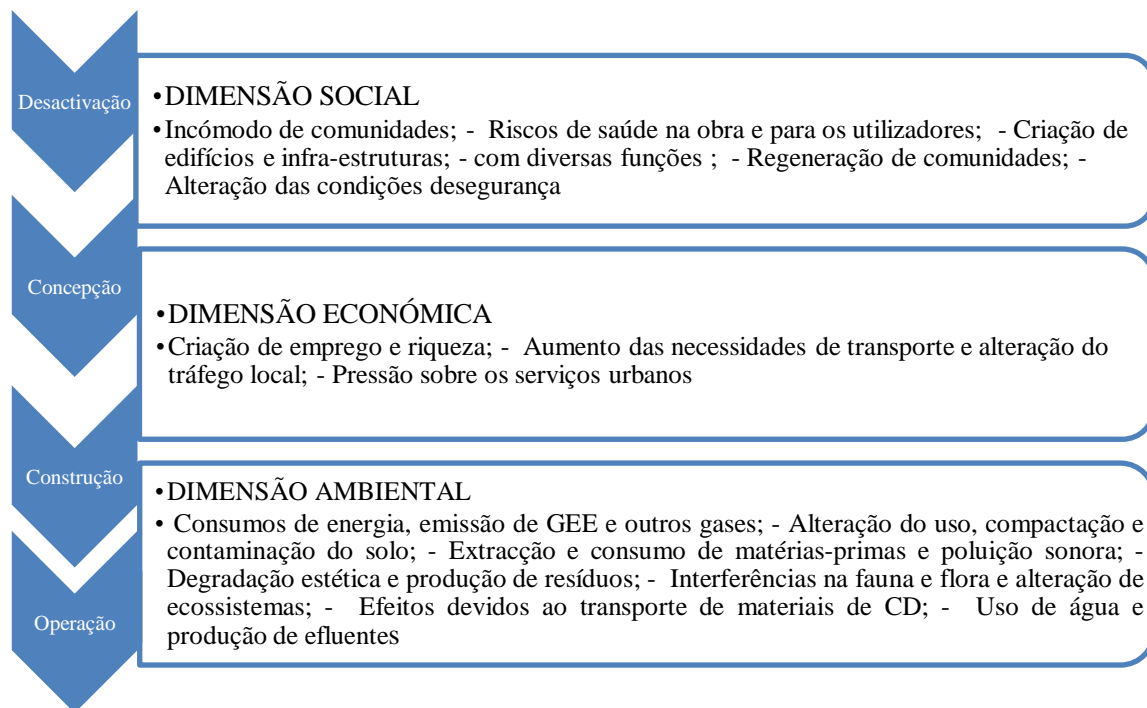 Desactivação
•DIMENSÃO SOCIAL
•Incómodo de comunidades; - Riscos de saúde na obra e para os utilizadores; - Criação de
edifícios e infra-estruturas; - com diversas funções ; - Regeneração de comunidades; -
Alteração das condições desegurança
Concepção
•DIMENSÃO ECONÓMICA
•Criação de emprego e riqueza; - Aumento das necessidades de transporte e alteração do
tráfego local; - Pressão sobre os serviços urbanos
Construção
•DIMENSÃO AMBIENTAL
• Consumos de energia, emissão de GEE e outros gases; - Alteração do uso, compactação e
contaminação do solo; - Extracção e consumo de matérias-primas e poluição sonora; -
Degradação estética e produção de resíduos; - Interferências na fauna e flora e alteração de
ecossistemas; - Efeitos devidos ao transporte de materiais de CD; - Uso de água e
produção de efluentes
Operação